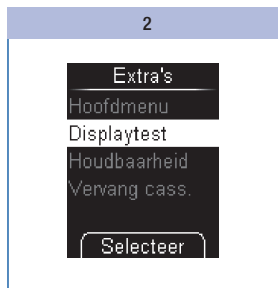 2
Extra's
Hoofdmenu
Displaytest
Houdbaarheid
Vervang cass.
Selecteer